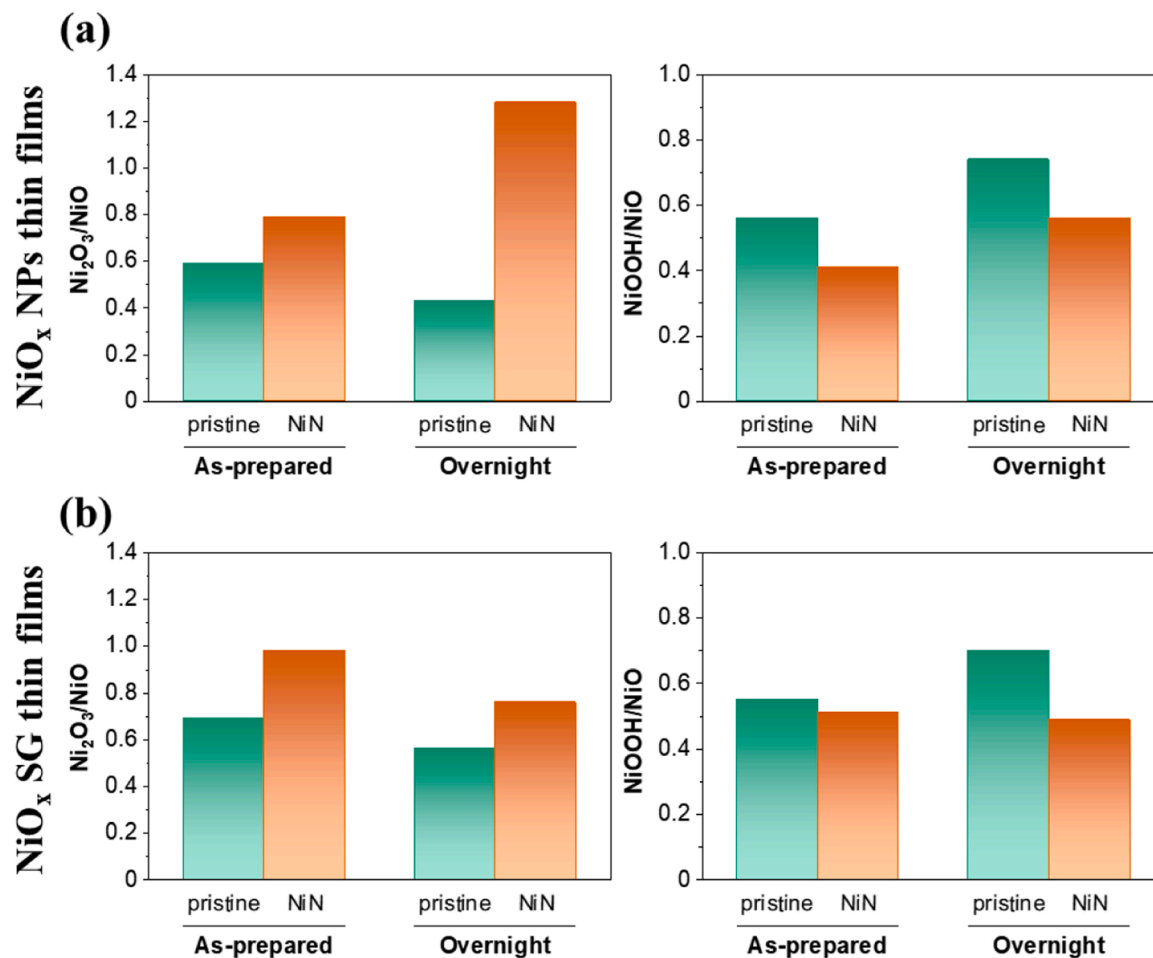 (a)
NiOₓ NPs thin films
1.4
1.2
1.0
0.8
0.6
0.4
0.2
0
Ni₂O₃/NiO
pristine NiN pristine NiN
As-prepared Overnight
1.0
0.8
0.6
0.4
0.2
0
NiOOH/NiO
pristine NiN pristine NiN
As-prepared Overnight
(b)
NiOₓ SG thin films
1.4
1.2
1.0
0.8
0.6
0.4
0.2
0
Ni₂O₃/NiO
pristine NiN pristine NiN
As-prepared Overnight
1.0
0.8
0.6
0.4
0.2
0
NiOOH/NiO
pristine NiN pristine NiN
As-prepared Overnight